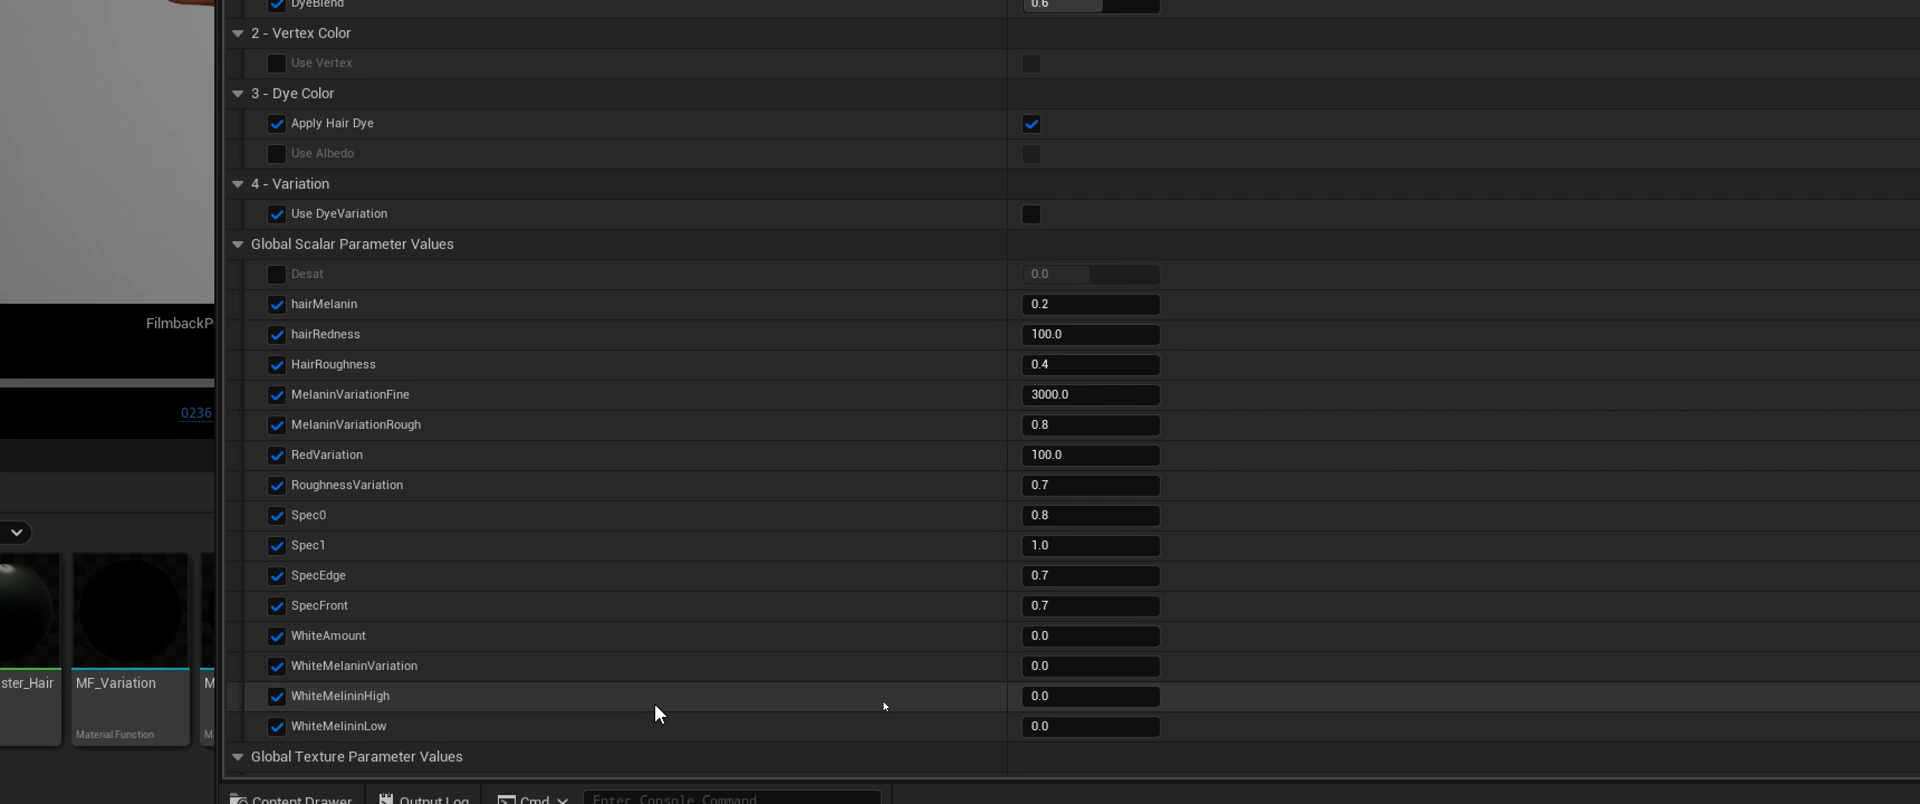 DyeBlend 0.6
2 - Vertex Color
Use Vertex
3 - Dye Color
Apply Hair Dye
Use Albedo
4 - Variation
Use DyeVariation
Global Scalar Parameter Values
Desat 0.0
hairMelanin 0.2
FilmbackP
hairRedness 100.0
HairRoughness 0.4
MelaninVariationFine 3000.0
0236
MelaninVariationRough 0.8
RedVariation 100.0
RoughnessVariation 0.7
Spec0 0.8
Spec1 1.0
SpecEdge 0.7
SpecFront 0.7
WhiteAmount 0.0
WhiteMelaninVariation 0.0
ster_Hair MF_Variation M
WhiteMelininHigh 0.0
WhiteMelininLow 0.0
Material Function
Global Texture Parameter Values
Content Drawer Output Log Cmd Enter Console Command